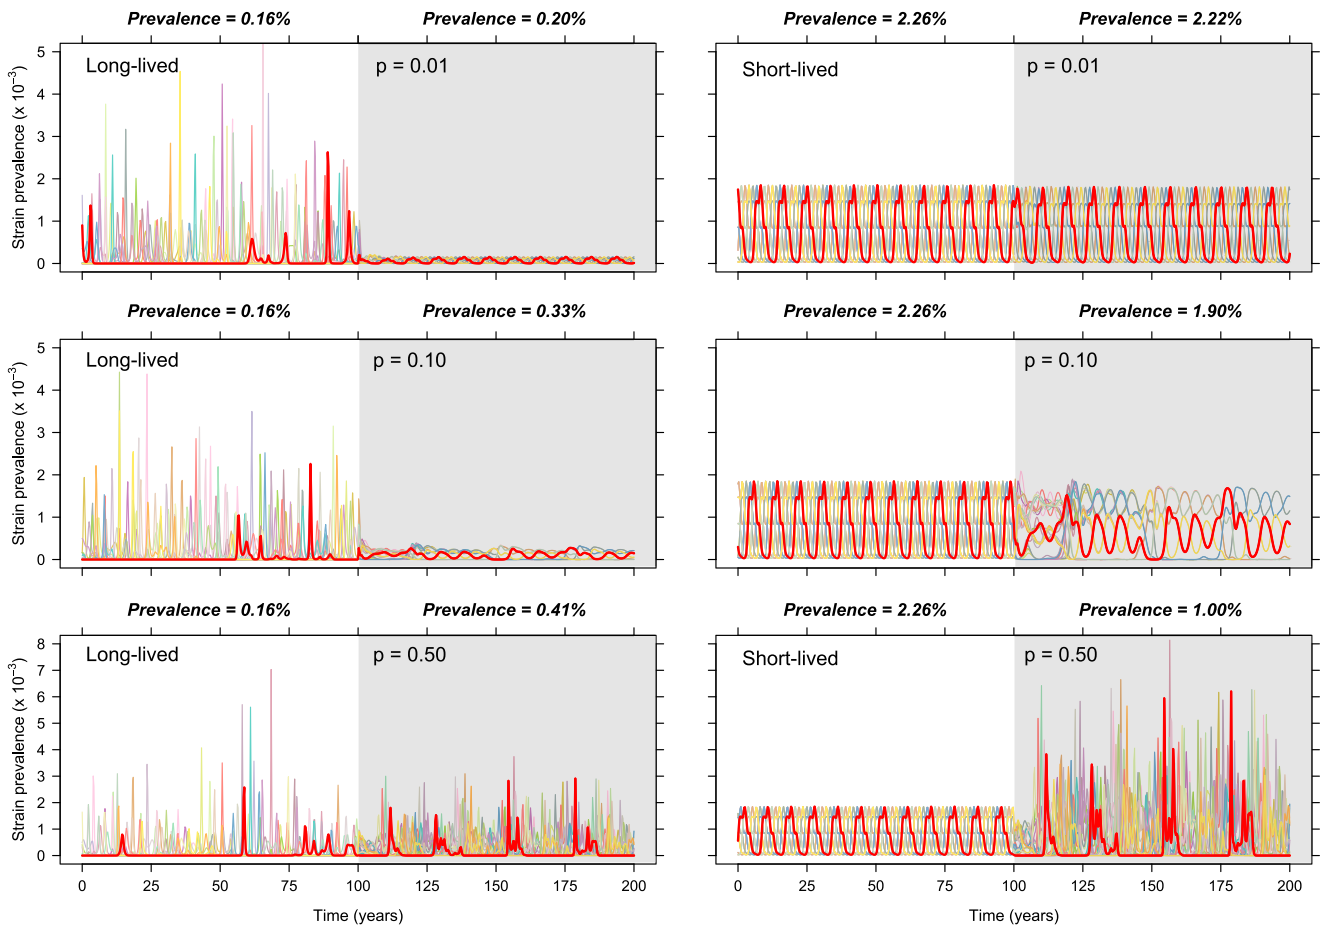 Prevalence = 0.16% Prevalence = 0.20% Prevalence = 2.26% Prevalence = 2.22%
Long-lived p = 0.01 Short-lived p = 0.01
Strain prevalence (x 10⁻³)
5
4
3
2
1
0
Prevalence = 0.16% Prevalence = 0.33% Prevalence = 2.26% Prevalence = 1.90%
Long-lived p = 0.10 p = 0.10
Strain prevalence (x 10⁻³)
5
4
3
2
1
0
Prevalence = 0.16% Prevalence = 0.41% Prevalence = 2.26% Prevalence = 1.00%
Long-lived p = 0.50 Short-lived p = 0.50
Strain prevalence (x 10⁻³)
8
7
6
5
4
3
2
1
0
0 25 50 75 100 125 150 175 200 0 25 50 75 100 125 150 175 200
Time (years) Time (years)